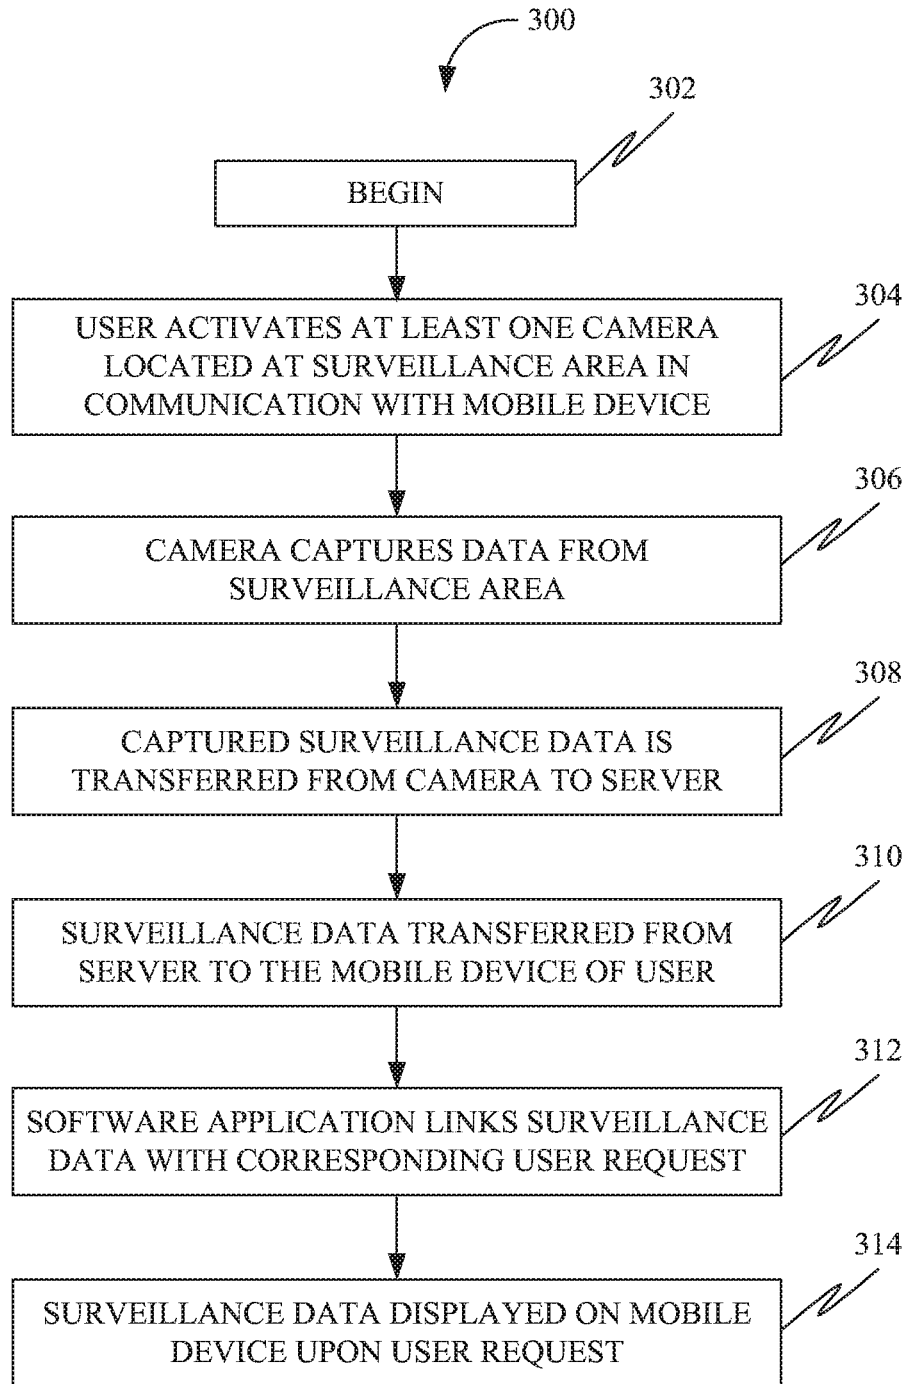 300
302
BEGIN
304
USER ACTIVATES AT LEAST ONE CAMERA
LOCATED AT SURVEILLANCE AREA IN
COMMUNICATION WITH MOBILE DEVICE
306
CAMERA CAPTURES DATA FROM
SURVEILLANCE AREA
308
CAPTURED SURVEILLANCE DATA IS
TRANSFERRED FROM CAMERA TO SERVER
310
SURVEILLANCE DATA TRANSFERRED FROM
SERVER TO THE MOBILE DEVICE OF USER
312
SOFTWARE APPLICATION LINKS SURVEILLANCE
DATA WITH CORRESPONDING USER REQUEST
314
SURVEILLANCE DATA DISPLAYED ON MOBILE
DEVICE UPON USER REQUEST